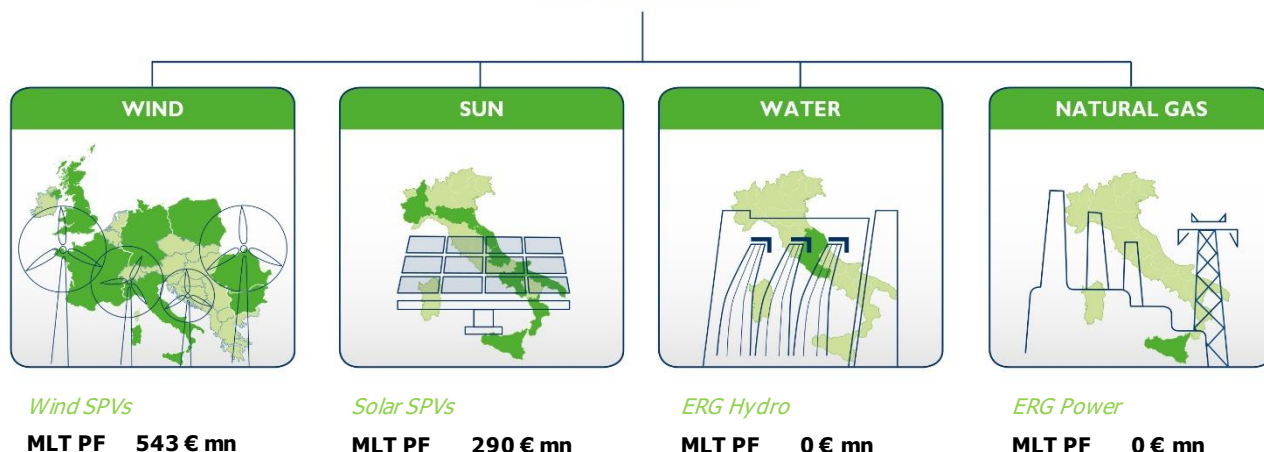 WIND SUN WATER NATURAL GAS
Wind SPVs Solar SPVs ERG Hydro ERG Power
MLT PF 543 € mn MLT PF 290 € mn MLT PF 0 € mn MLT PF 0 € mn